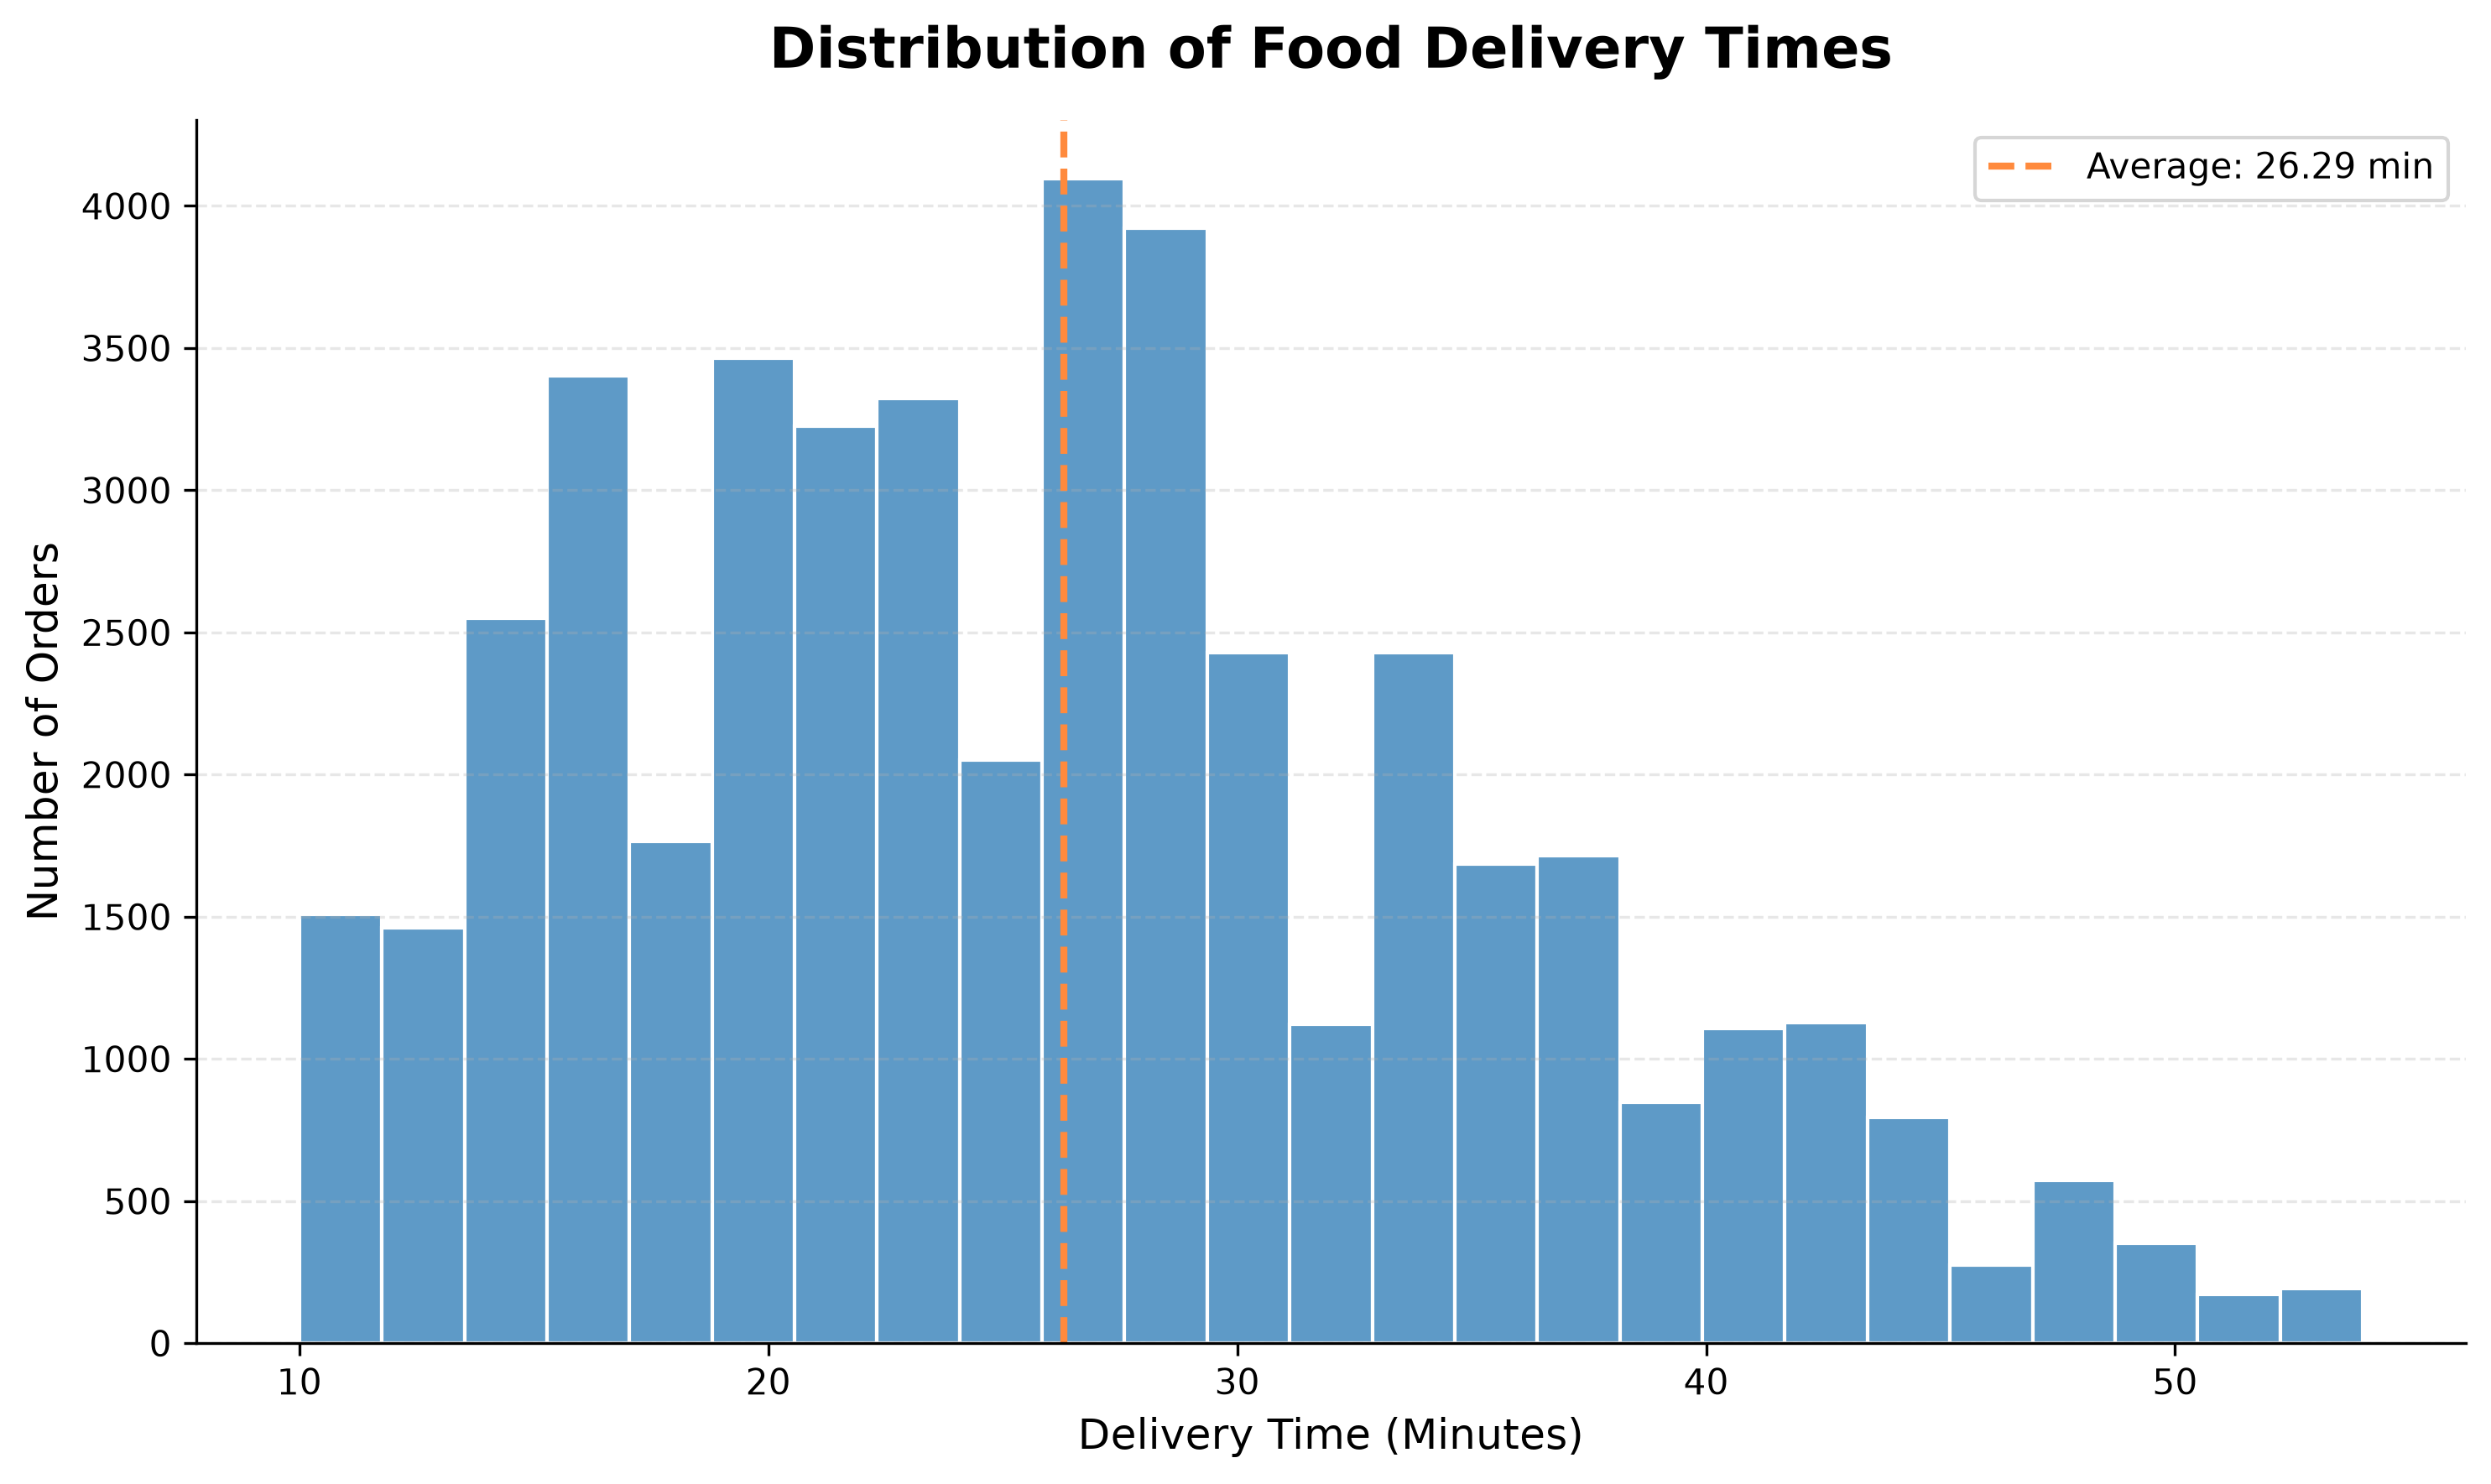 Distribution of Food Delivery Times
Average: 26.29 min
Number of Orders
4000
3500
3000
2500
2000
1500
1000
500
0
10 20 30 40 50
Delivery Time (Minutes)